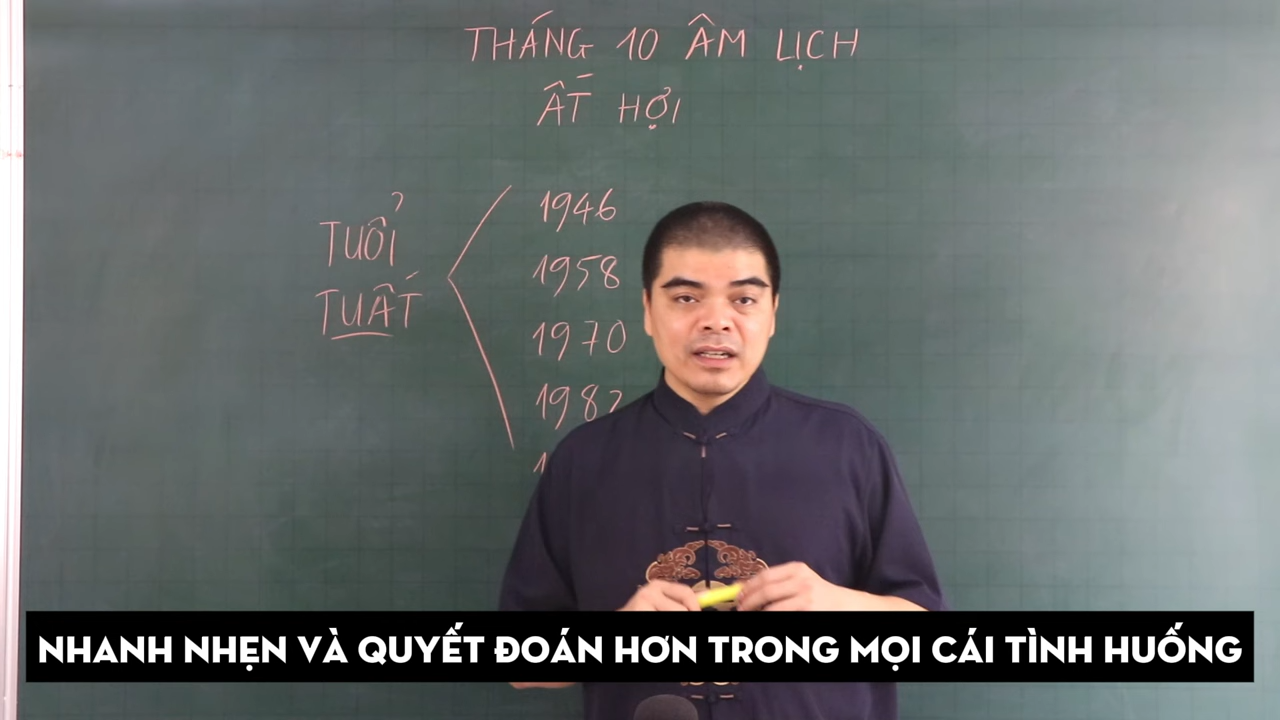 THÁNG 10 ÂM LỊCH
ẤT HỢI
TUỔI
TUẤT
1946
1958
1970
1982
NHANH NHẸN VÀ QUYẾT ĐOÁN HƠN TRONG MỌI CÁI TÌNH HUỐNG